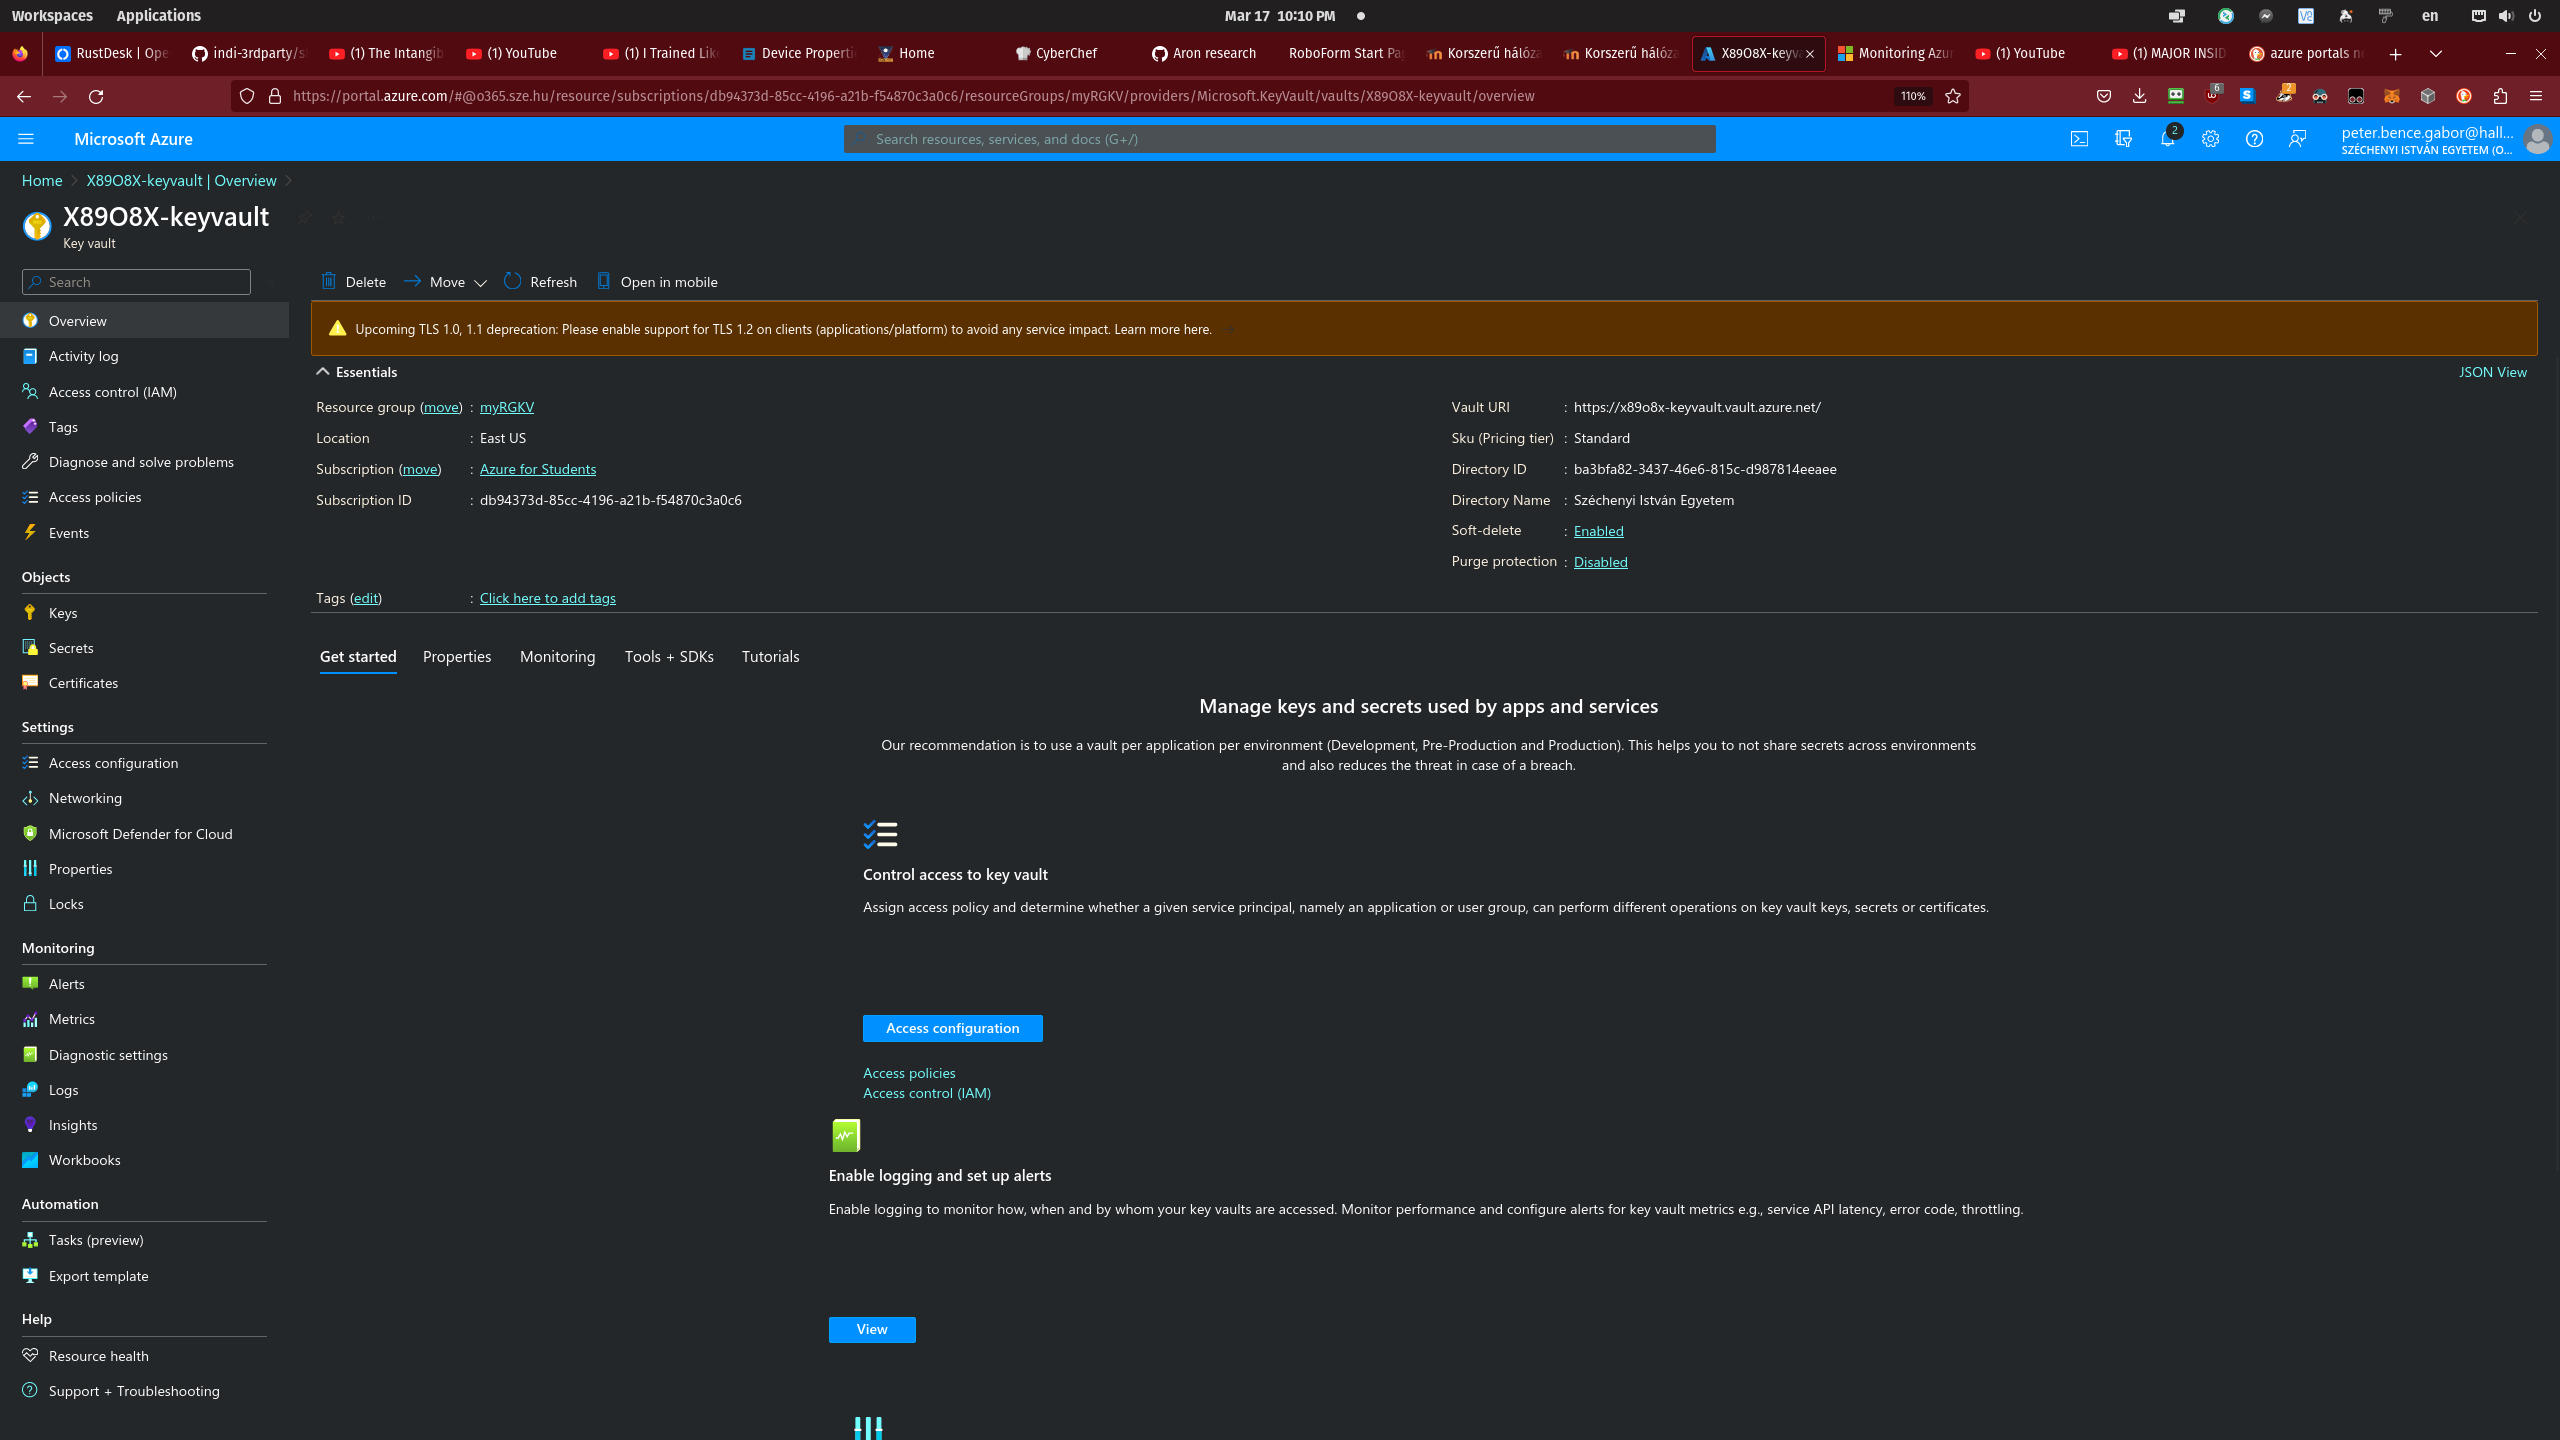 Workspaces Applications Mar 17 10:10 PM en
RustDesk | Ope indi-3rdparty/s (1) The Intangib (1) YouTube (1) I Trained Like Device Propertie Home CyberChef Aron research RoboForm Start Pa Korszerű hálóza Korszerű hálóza X89O8X-keyva Monitoring Azur (1) YouTube (1) MAJOR INSID azure portals n
https://portal.azure.com/#@o365.sze.hu/resource/subscriptions/db94373d-85cc-4196-a21b-f54870c3a0c6/resourceGroups/myRGKV/providers/Microsoft.KeyVault/vaults/X89O8X-keyvault/overview 110% 6 2
Microsoft Azure Search resources, services, and docs (G+/) 2 peter.bence.gabor@hall...
SZÉCHENYI ISTVÁN EGYETEM (O...
Home X89O8X-keyvault | Overview
X89O8X-keyvault
Key vault
Search
Overview
Activity log
Access control (IAM)
Tags
Diagnose and solve problems
Access policies
Events
Objects
Keys
Secrets
Certificates
Settings
Access configuration
Networking
Microsoft Defender for Cloud
Properties
Locks
Monitoring
Alerts
Metrics
Diagnostic settings
Logs
Insights
Workbooks
Automation
Tasks (preview)
Export template
Help
Resource health
Support + Troubleshooting
Delete Move Refresh Open in mobile
Upcoming TLS 1.0, 1.1 deprecation: Please enable support for TLS 1.2 on clients (applications/platform) to avoid any service impact. Learn more here.
Essentials JSON View
Resource group (move) : myRGKV
Location : East US
Subscription (move) : Azure for Students
Subscription ID : db94373d-85cc-4196-a21b-f54870c3a0c6
Vault URI : https://x89o8x-keyvault.vault.azure.net/
Sku (Pricing tier) : Standard
Directory ID : ba3bfa82-3437-46e6-815c-d987814eeaee
Directory Name : Széchenyi István Egyetem
Soft-delete : Enabled
Purge protection : Disabled
Tags (edit) : Click here to add tags
Get started Properties Monitoring Tools + SDKs Tutorials
Manage keys and secrets used by apps and services
Our recommendation is to use a vault per application per environment (Development, Pre-Production and Production). This helps you to not share secrets across environments
and also reduces the threat in case of a breach.
Control access to key vault
Assign access policy and determine whether a given service principal, namely an application or user group, can perform different operations on key vault keys, secrets or certificates.
Access configuration
Access policies
Access control (IAM)
Enable logging and set up alerts
Enable logging to monitor how, when and by whom your key vaults are accessed. Monitor performance and configure alerts for key vault metrics e.g., service API latency, error code, throttling.
View